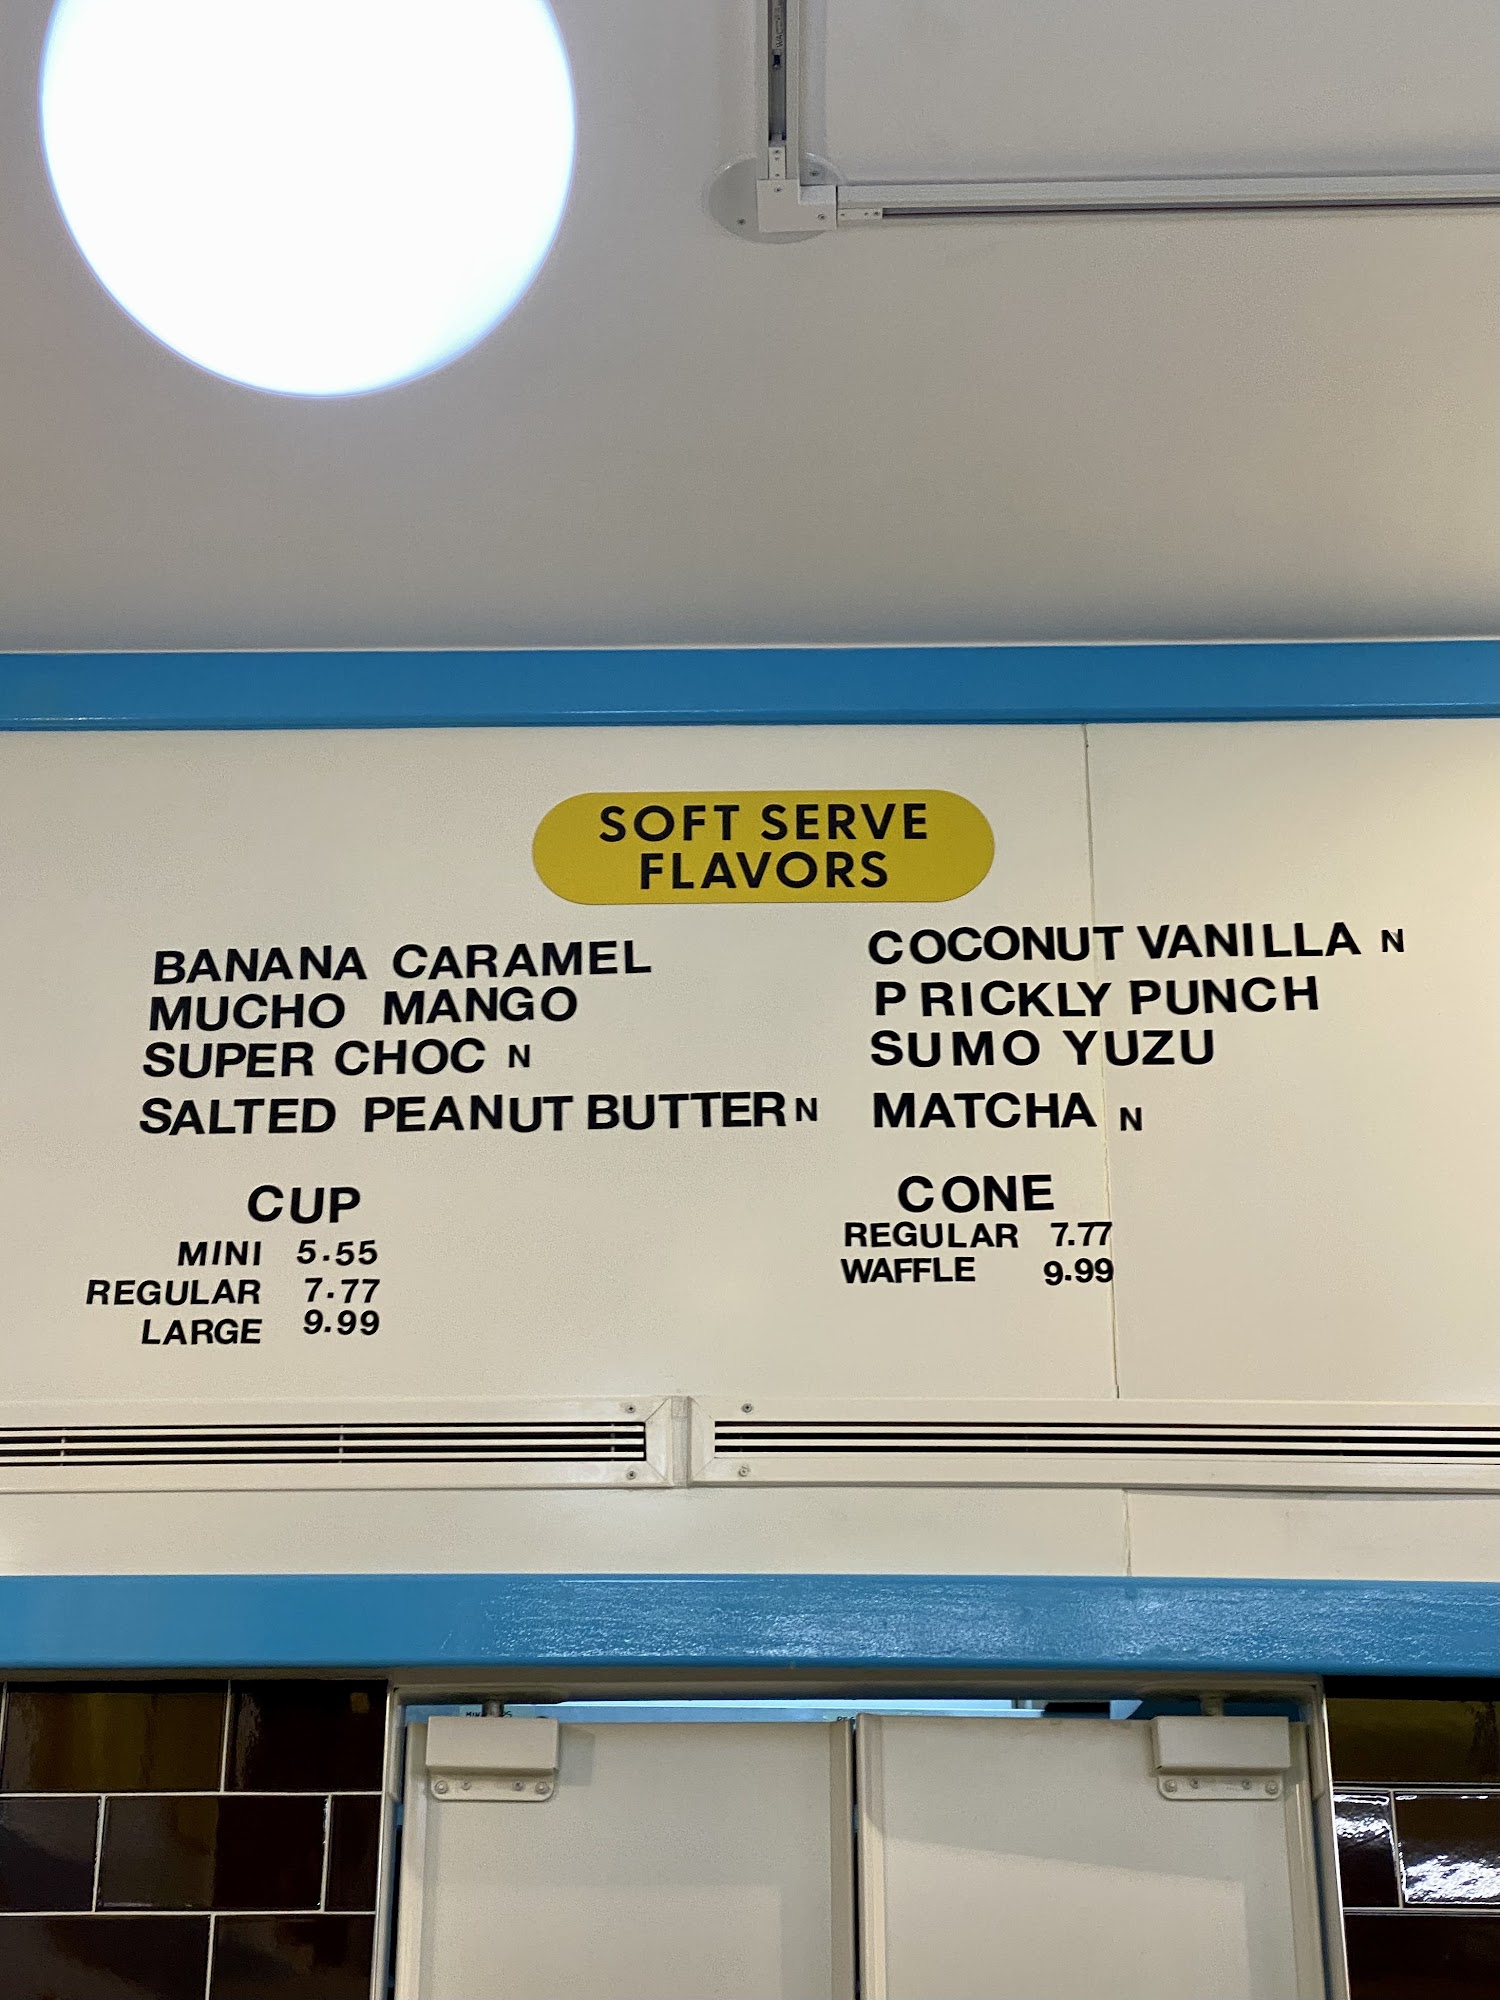 SOFT SERVE
FLAVORS
BANANA CARAMEL
MUCHO MANGO
SUPER CHOC N
SALTED PEANUT BUTTER N
COCONUT VANILLA N
PRICKLY PUNCH
SUMO YUZU
MATCHA N
CUP
MINI 5.55
REGULAR 7.77
LARGE 9.99
CONE
REGULAR 7.77
WAFFLE 9.99